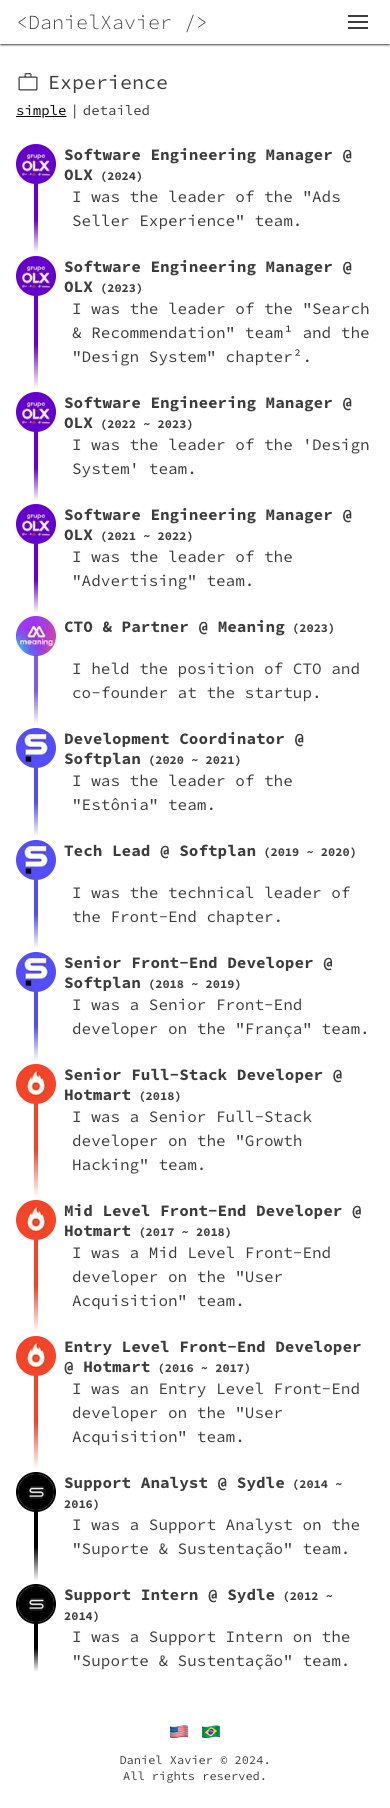 <DanielXavier />
Experience
simple | detailed
grupo
OLX
Software Engineering Manager @
OLX (2024)
I was the leader of the "Ads
Seller Experience" team.
grupo
OLX
Software Engineering Manager @
OLX (2023)
I was the leader of the "Search
& Recommendation" team¹ and the
"Design System" chapter².
grupo
OLX
Software Engineering Manager @
OLX (2022 ~ 2023)
I was the leader of the 'Design
System' team.
grupo
OLX
Software Engineering Manager @
OLX (2021 ~ 2022)
I was the leader of the
"Advertising" team.
meaning
CTO & Partner @ Meaning (2023)
I held the position of CTO and
co-founder at the startup.
Development Coordinator @
Softplan (2020 ~ 2021)
I was the leader of the
"Estônia" team.
Tech Lead @ Softplan (2019 ~ 2020)
I was the technical leader of
the Front-End chapter.
Senior Front-End Developer @
Softplan (2018 ~ 2019)
I was a Senior Front-End
developer on the "França" team.
Senior Full-Stack Developer @
Hotmart (2018)
I was a Senior Full-Stack
developer on the "Growth
Hacking" team.
Mid Level Front-End Developer @
Hotmart (2017 ~ 2018)
I was a Mid Level Front-End
developer on the "User
Acquisition" team.
Entry Level Front-End Developer
@ Hotmart (2016 ~ 2017)
I was an Entry Level Front-End
developer on the "User
Acquisition" team.
Support Analyst @ Sydle (2014 ~
2016)
I was a Support Analyst on the
"Suporte & Sustentação" team.
Support Intern @ Sydle (2012 ~
2014)
I was a Support Intern on the
"Suporte & Sustentação" team.
Daniel Xavier © 2024.
All rights reserved.